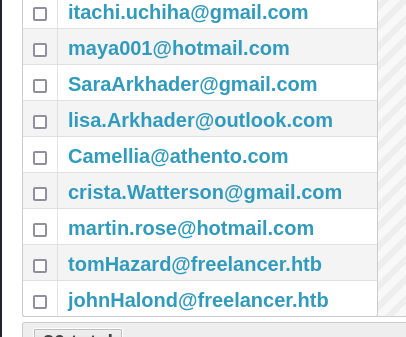 itachi.uchiha@gmail.com
maya001@hotmail.com
SaraArkhader@gmail.com
lisa.Arkhader@outlook.com
Camellia@athento.com
crista.Watterson@gmail.com
martin.rose@hotmail.com
tomHazard@freelancer.htb
johnHalond@freelancer.htb